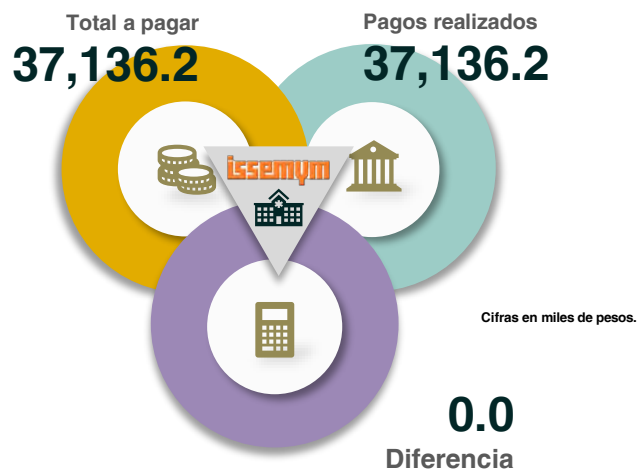 Total a pagar
37,136.2
Pagos realizados
37,136.2
issemym
Cifras en miles de pesos.
0.0
Diferencia